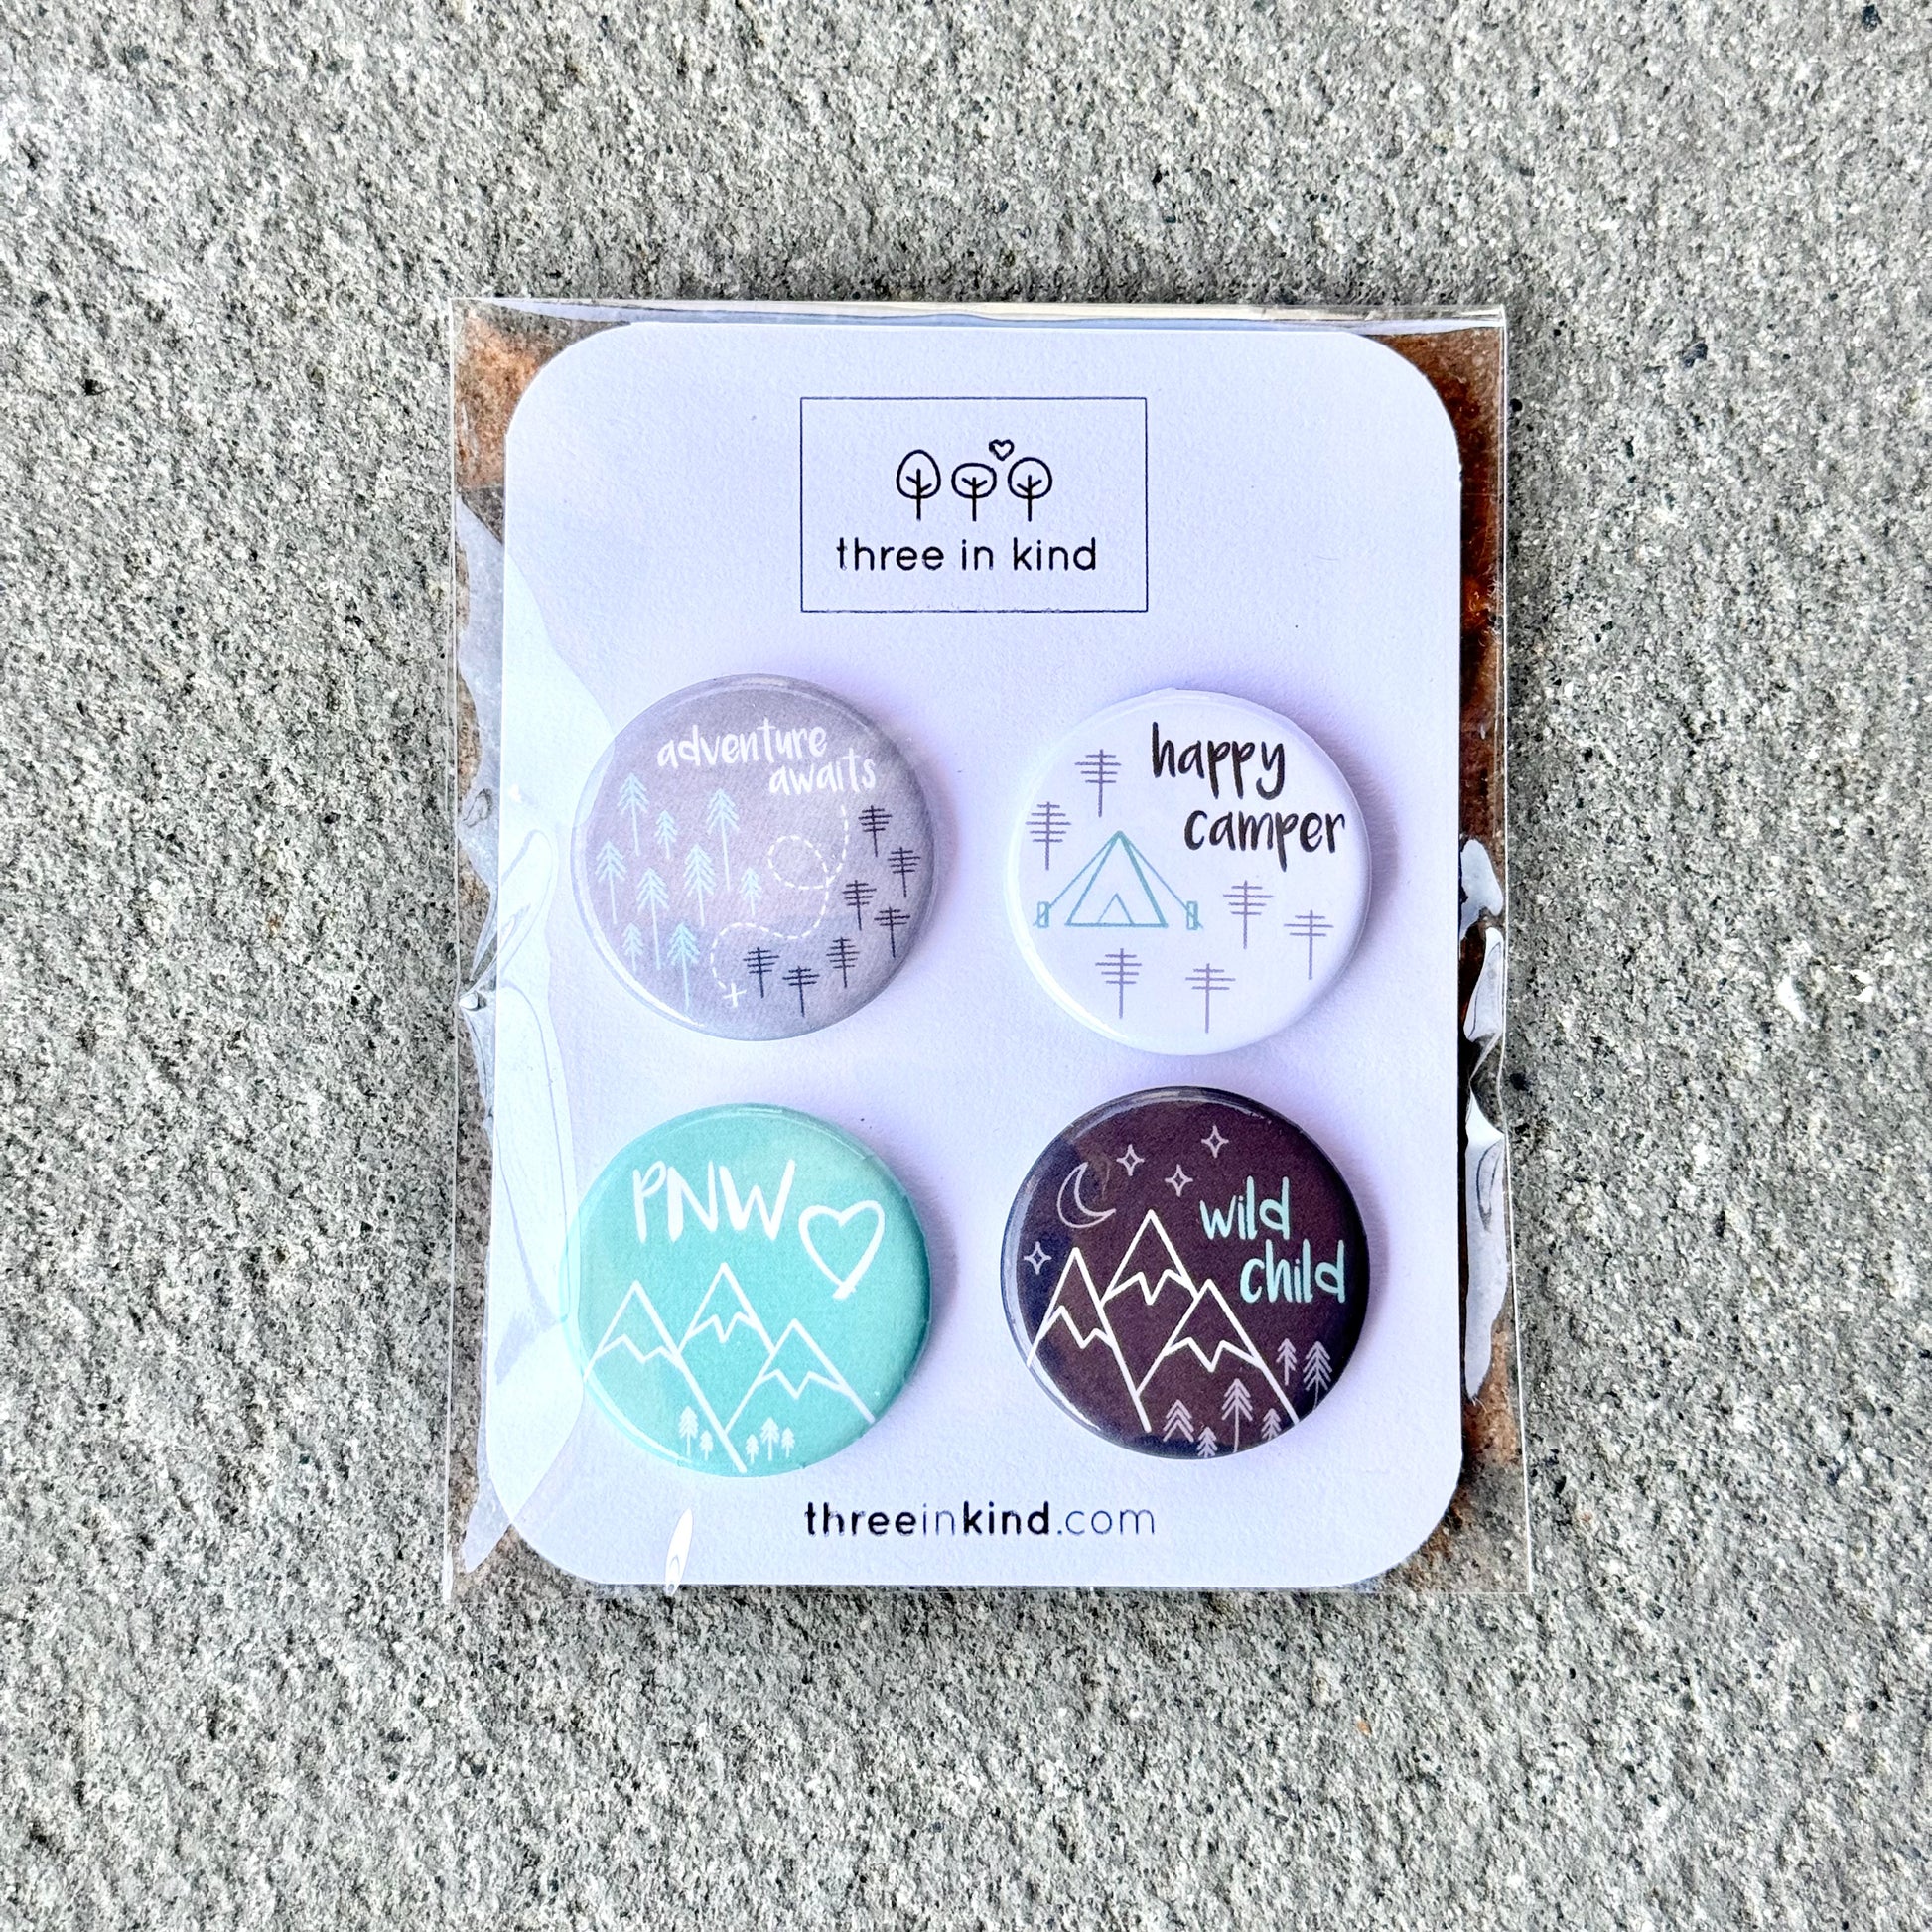 three in kind
adventure
awaits
happy
camper
PNW
wild
child
threeinkind.com